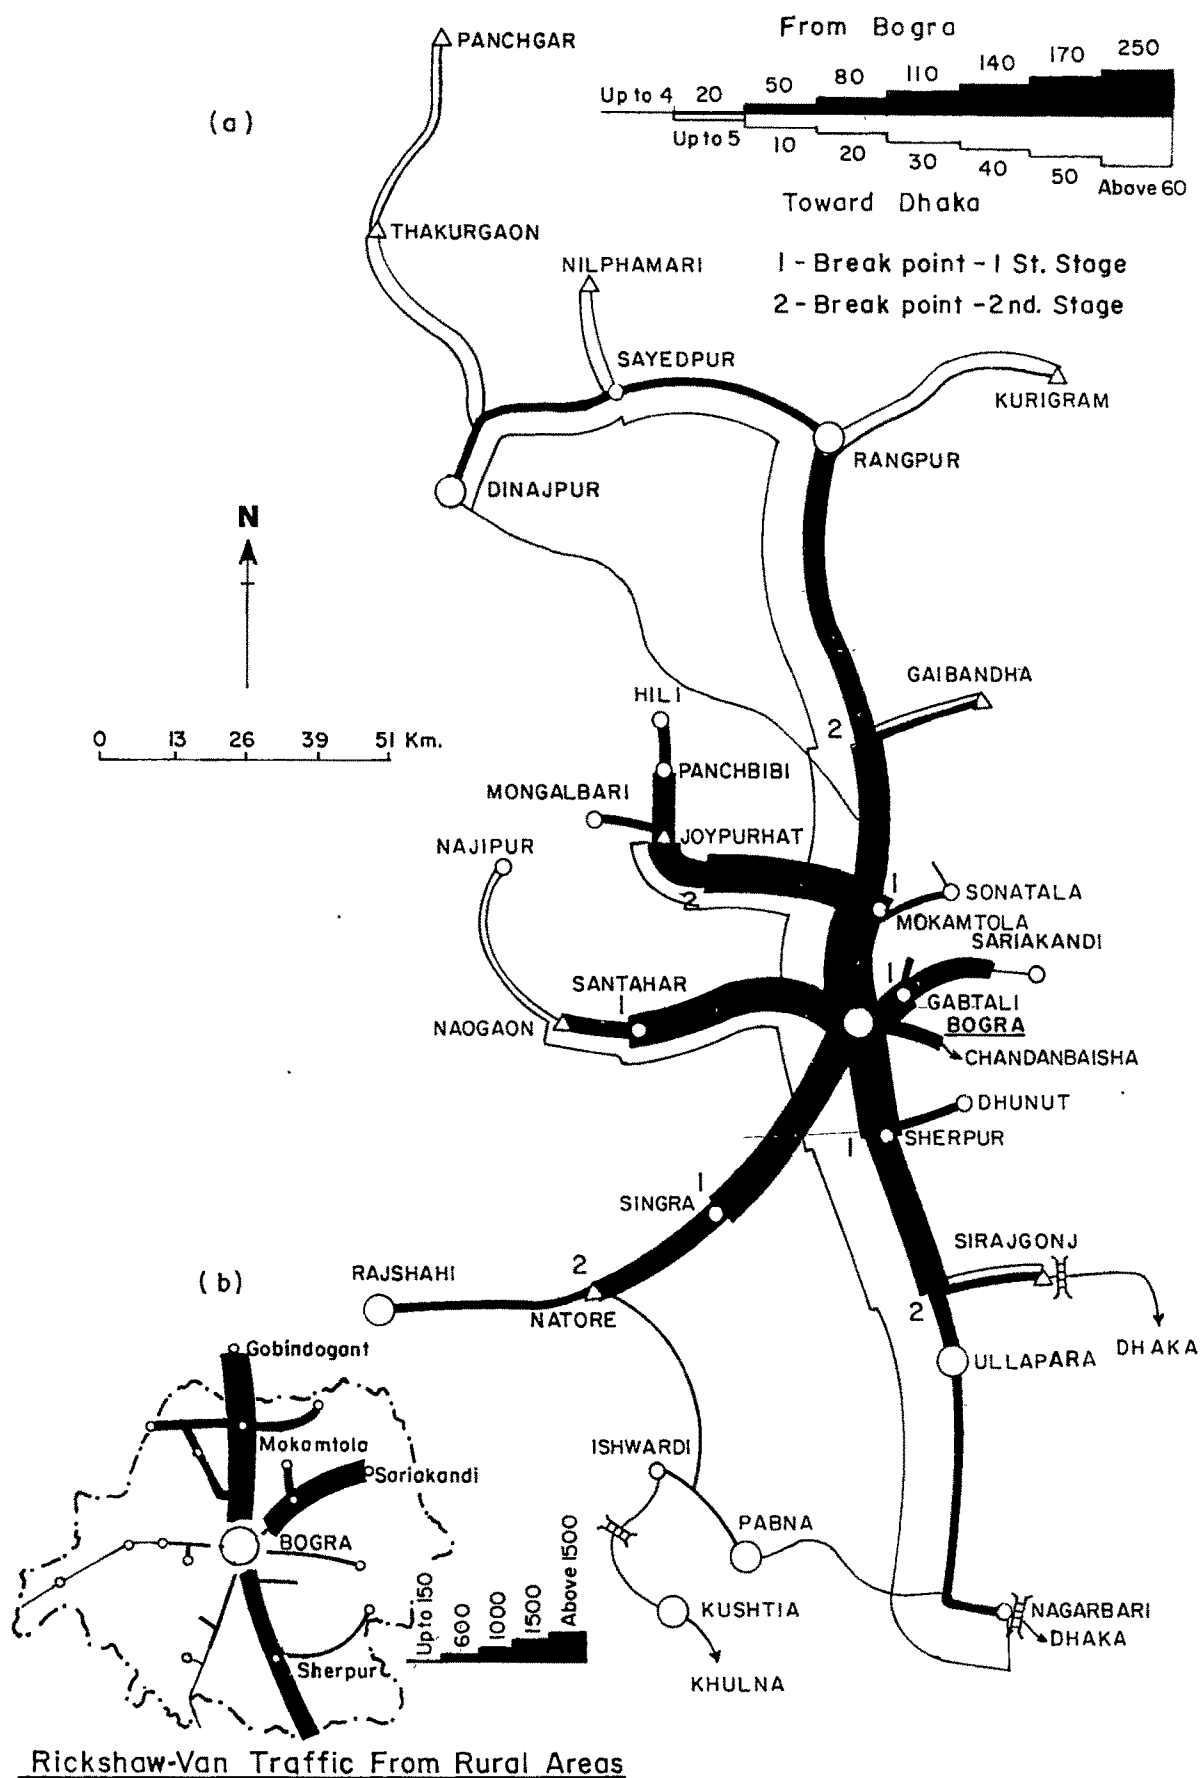 PANCHGAR
From Bogra
(a)
Up to 4 20 50 80 110 140 170 250
Up to 5 10 20 30 40 50 Above 60
Toward Dhaka
THAKURGAON
1 - Break point - 1 St. Stage
NILPHAMARI
2 - Break point - 2nd. Stage
SAYEDPUR
KURIGRAM
RANGPUR
DINAJPUR
N
GAIBANDHA
HILI
2
0 13 26 39 51 Km.
PANCHBIBI
MONGALBARI
JOYPURHAT
NAJIPUR
1
SONATALA
2
MOKAMTOLA
SARIAKANDI
1
SANTAHAR
1
GABTALI
NAOGAON
BOGRA
CHANDANBAISHA
DHUNUT
SHERPUR
1
1
SINGRA
SIRAJGONJ
2
(b)
RAJSHAHI
2
NATORE
DHAKA
Gobindogant
ULLAPARA
Mokamtola
ISHWARDI
Sariakandi
PABNA
BOGRA
Up to 150 600 1000 1500 Above 1500
KUSHTIA
NAGARBARI
DHAKA
Sherpur
KHULNA
Rickshaw-Van Traffic From Rural Areas